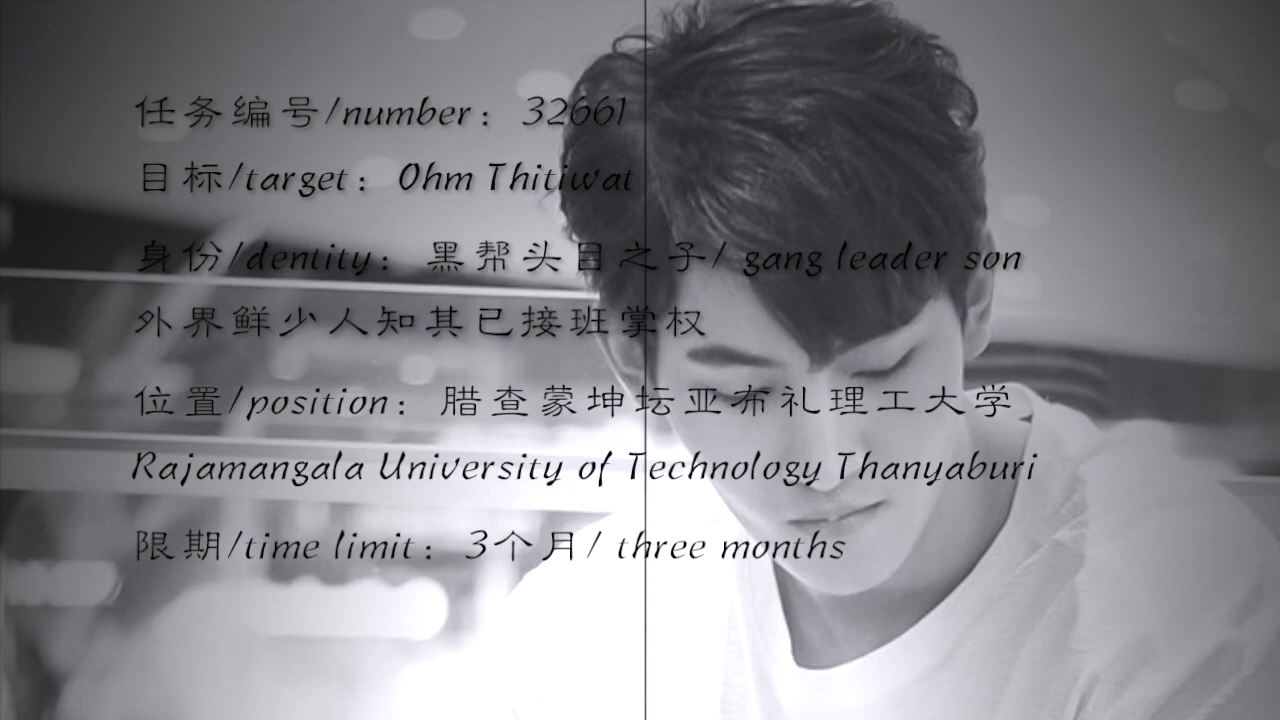 任务编号/number：32661
目标/target：Ohm Thitiwat
身份/dentity：黑帮头目之子/ gang leader son
外界鲜少人知其已接班掌权
位置/position：腊查蒙坤坛亚布礼理工大学
Rajamangala University of Technology Thanyaburi
限期/time limit：3个月/ three months